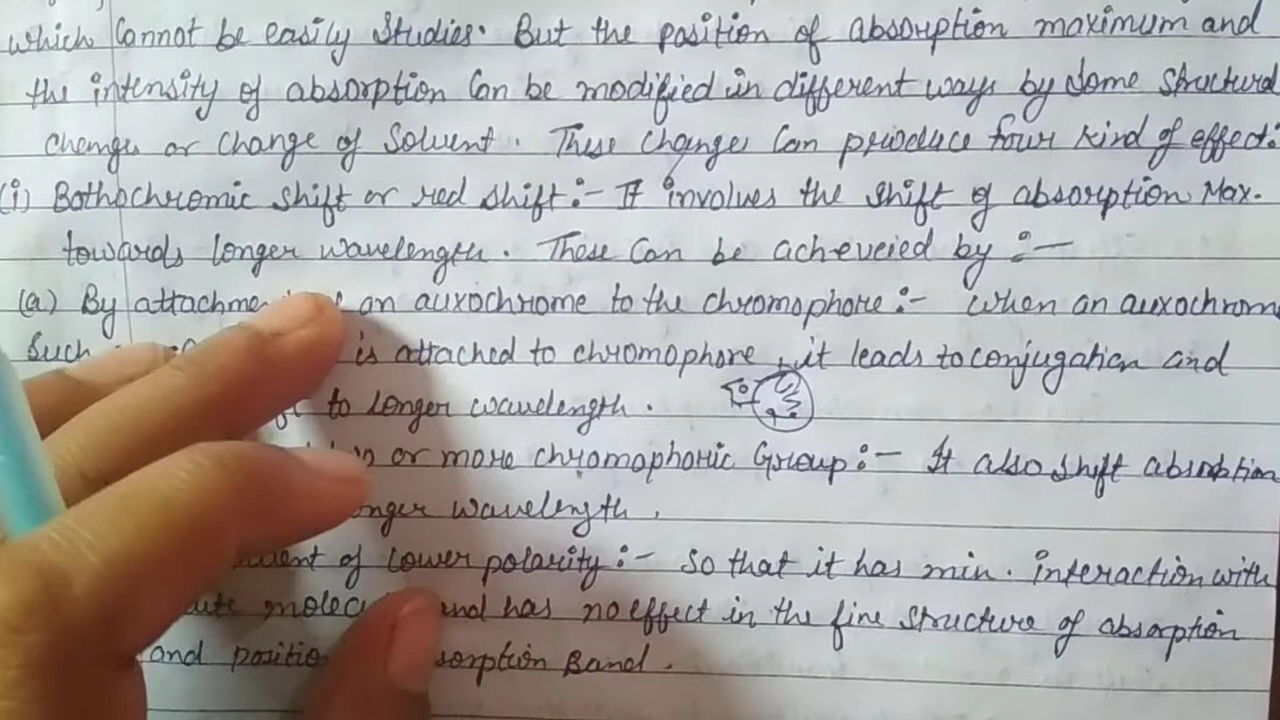 which Cannot be easily Studies. But the position of absorption maximum and
the intensity of absorption Can be modified in different ways by Some Structural
change or Change of Solvent. These Changes Can produce four Kind of effect.
(i) Bathochromic Shift or red Shift :- It involves the Shift of absorption Max.
towards longer wavelength. These Can be acheveied by :-
(a) By an auxochrome to the chromophore :- When an auxochrom
Such is attached to chromophore, it leads to conjugation and
to Longer wavelength.
or more chromophoric Group :- It also Shift absorption
wavelength.
of Lower polarity :- So that it has min. interaction with
and has no effect in the fine Structure of absorption
and Band.